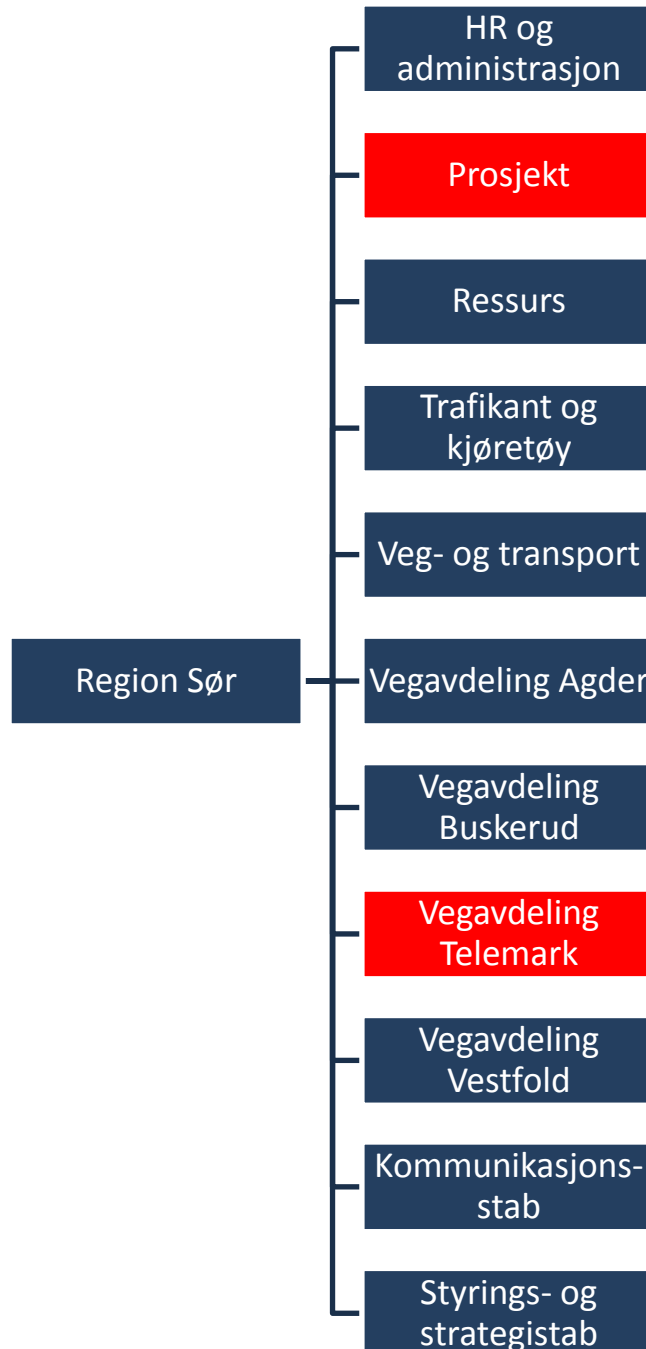 HR og
administrasjon
Prosjekt
Ressurs
Trafikant og
kjøretøy
Veg- og transport
Region Sør
Vegavdeling Agder
Vegavdeling
Buskerud
Vegavdeling
Telemark
Vegavdeling
Vestfold
Kommunikasjons-
stab
Styrings- og
strategistab